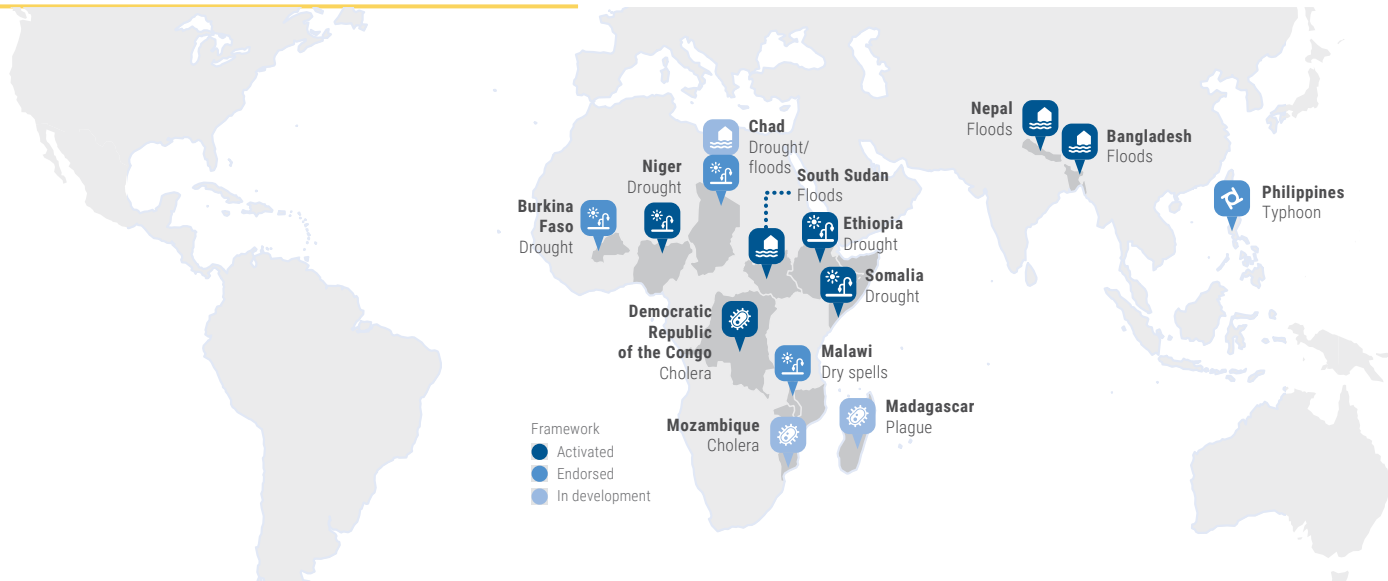 Nepal
Floods
Bangladesh
Floods
Chad
Drought/
floods
Niger
Drought
South Sudan
Floods
Philippines
Typhoon
Burkina
Faso
Drought
Ethiopia
Drought
Somalia
Drought
Democratic
Republic
of the Congo
Cholera
Malawi
Dry spells
Madagascar
Plague
Mozambique
Cholera
Framework
Activated
Endorsed
In development